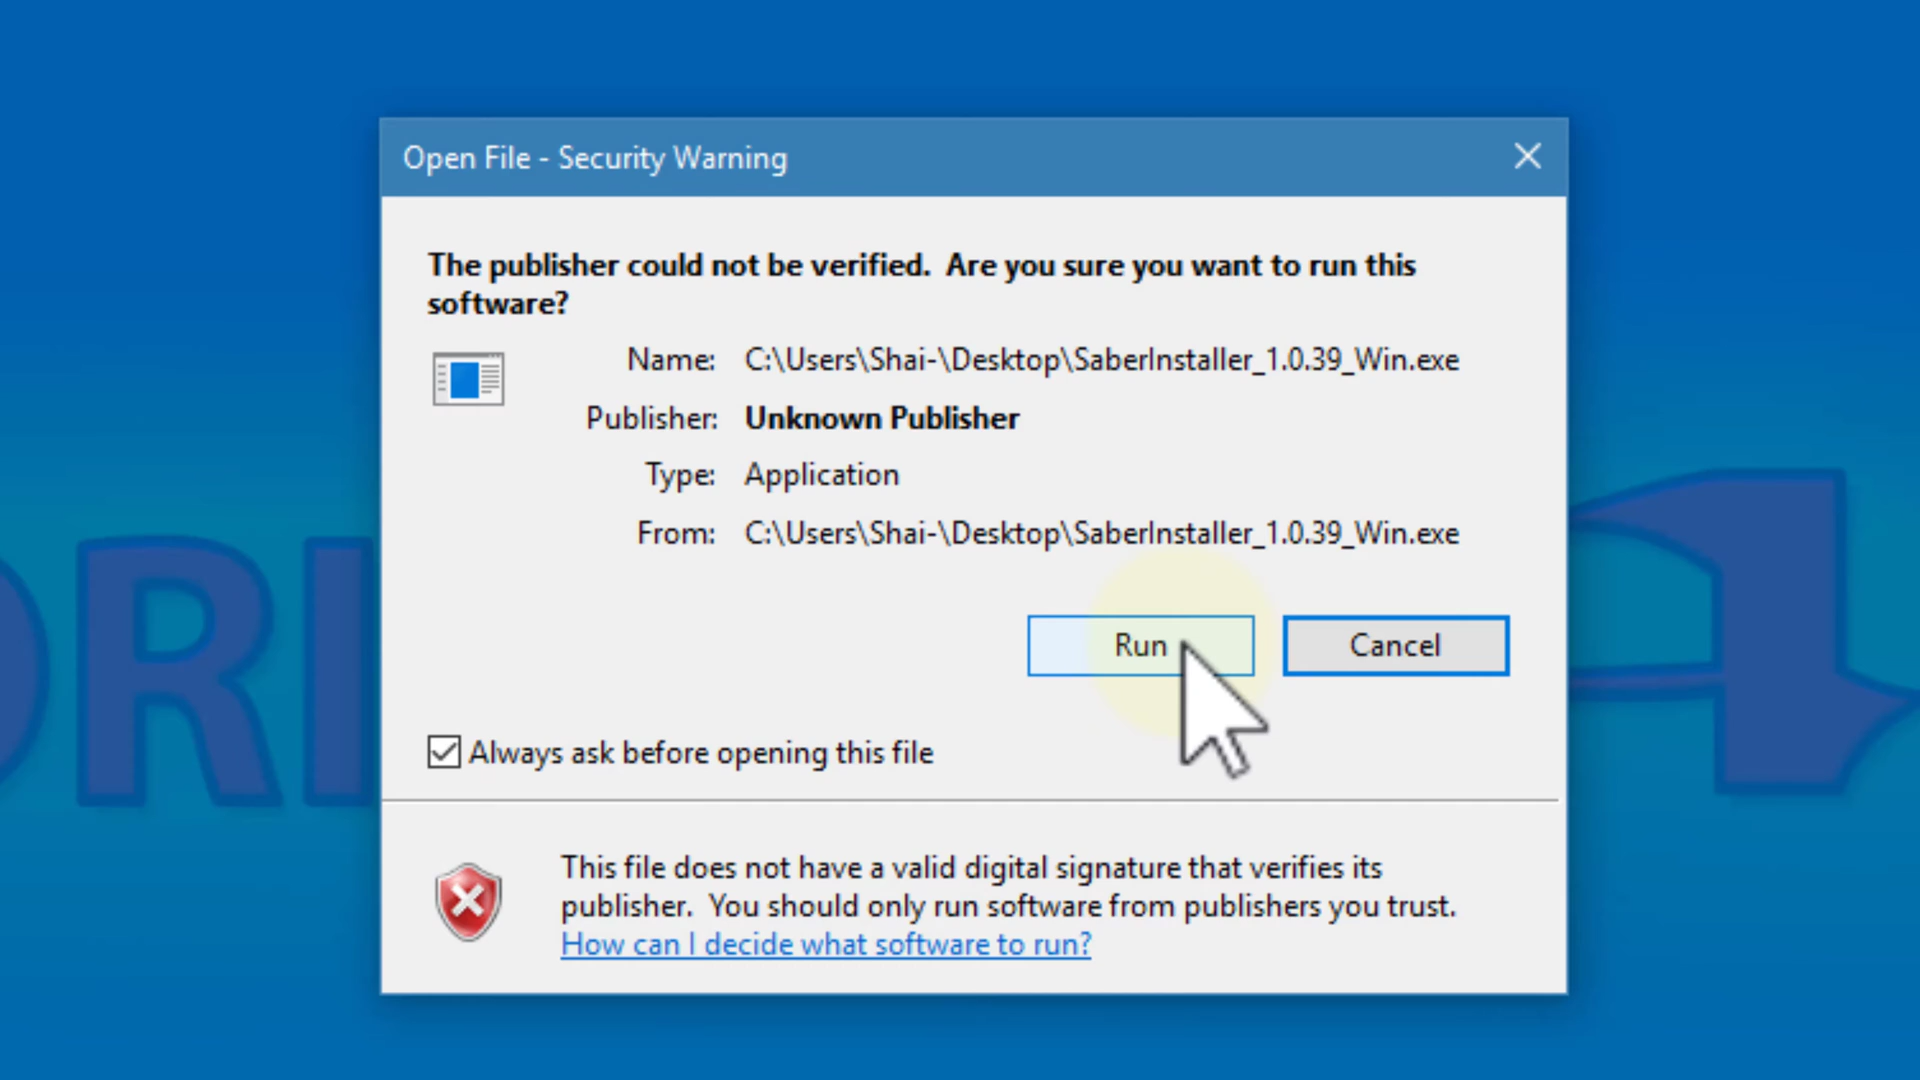 Open File - Security Warning
The publisher could not be verified.  Are you sure you want to run this
software?
Name: C:\Users\Shai-\Desktop\SaberInstaller_1.0.39_Win.exe
Publisher: Unknown Publisher
Type: Application
From: C:\Users\Shai-\Desktop\SaberInstaller_1.0.39_Win.exe
Run Cancel
Always ask before opening this file
This file does not have a valid digital signature that verifies its
publisher.  You should only run software from publishers you trust.
How can I decide what software to run?